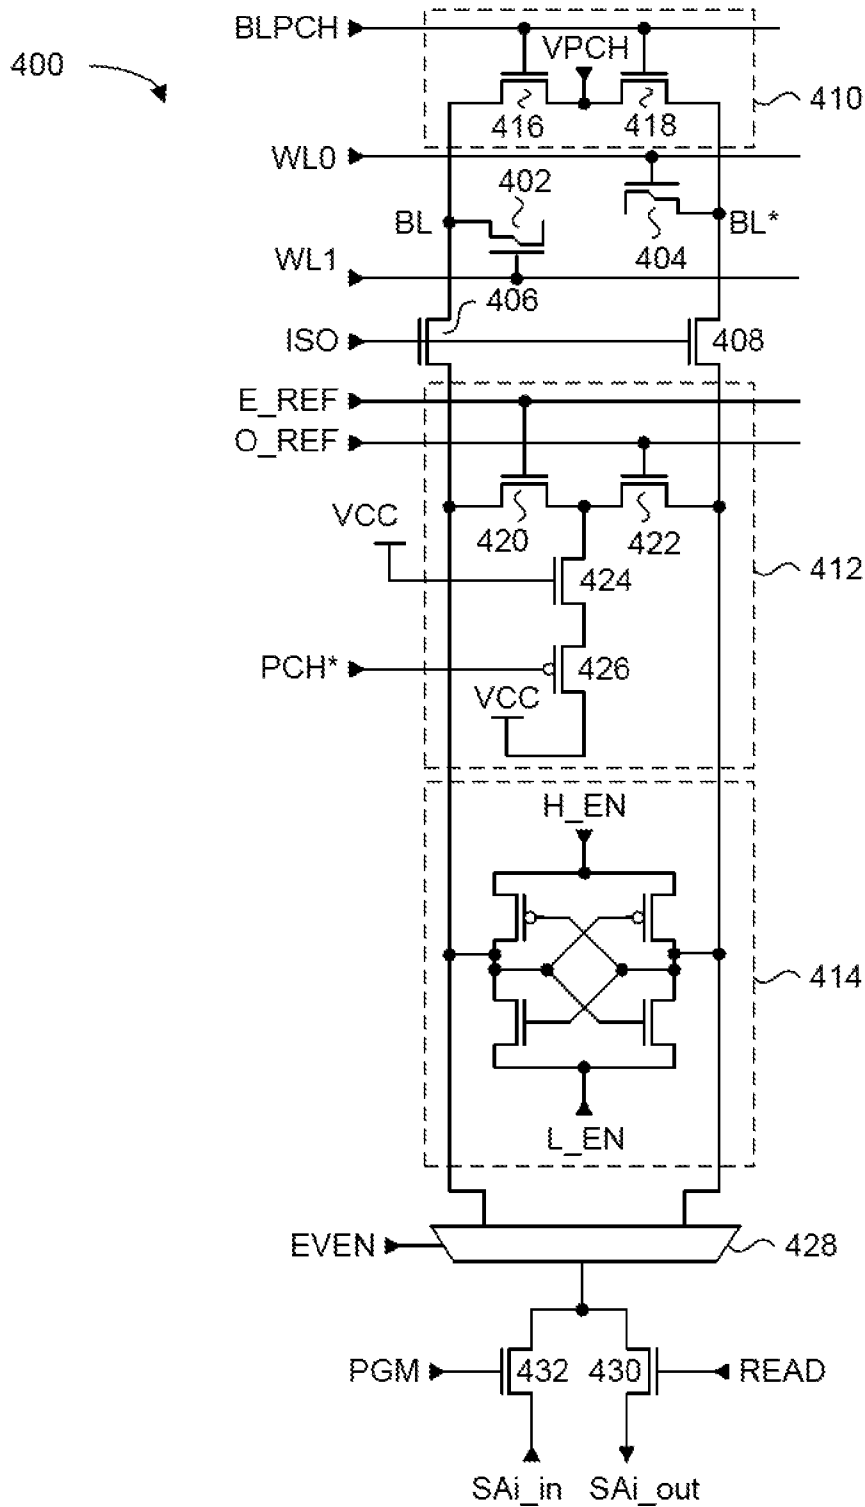 BLPCH
400
VPCH
410
416
418
WL0
402
BL
BL*
404
WL1
406
ISO
408
E_REF
O_REF
VCC
420
422
412
424
PCH*
426
VCC
H_EN
414
L_EN
EVEN
428
PGM
432
430
READ
SAi_in
SAi_out